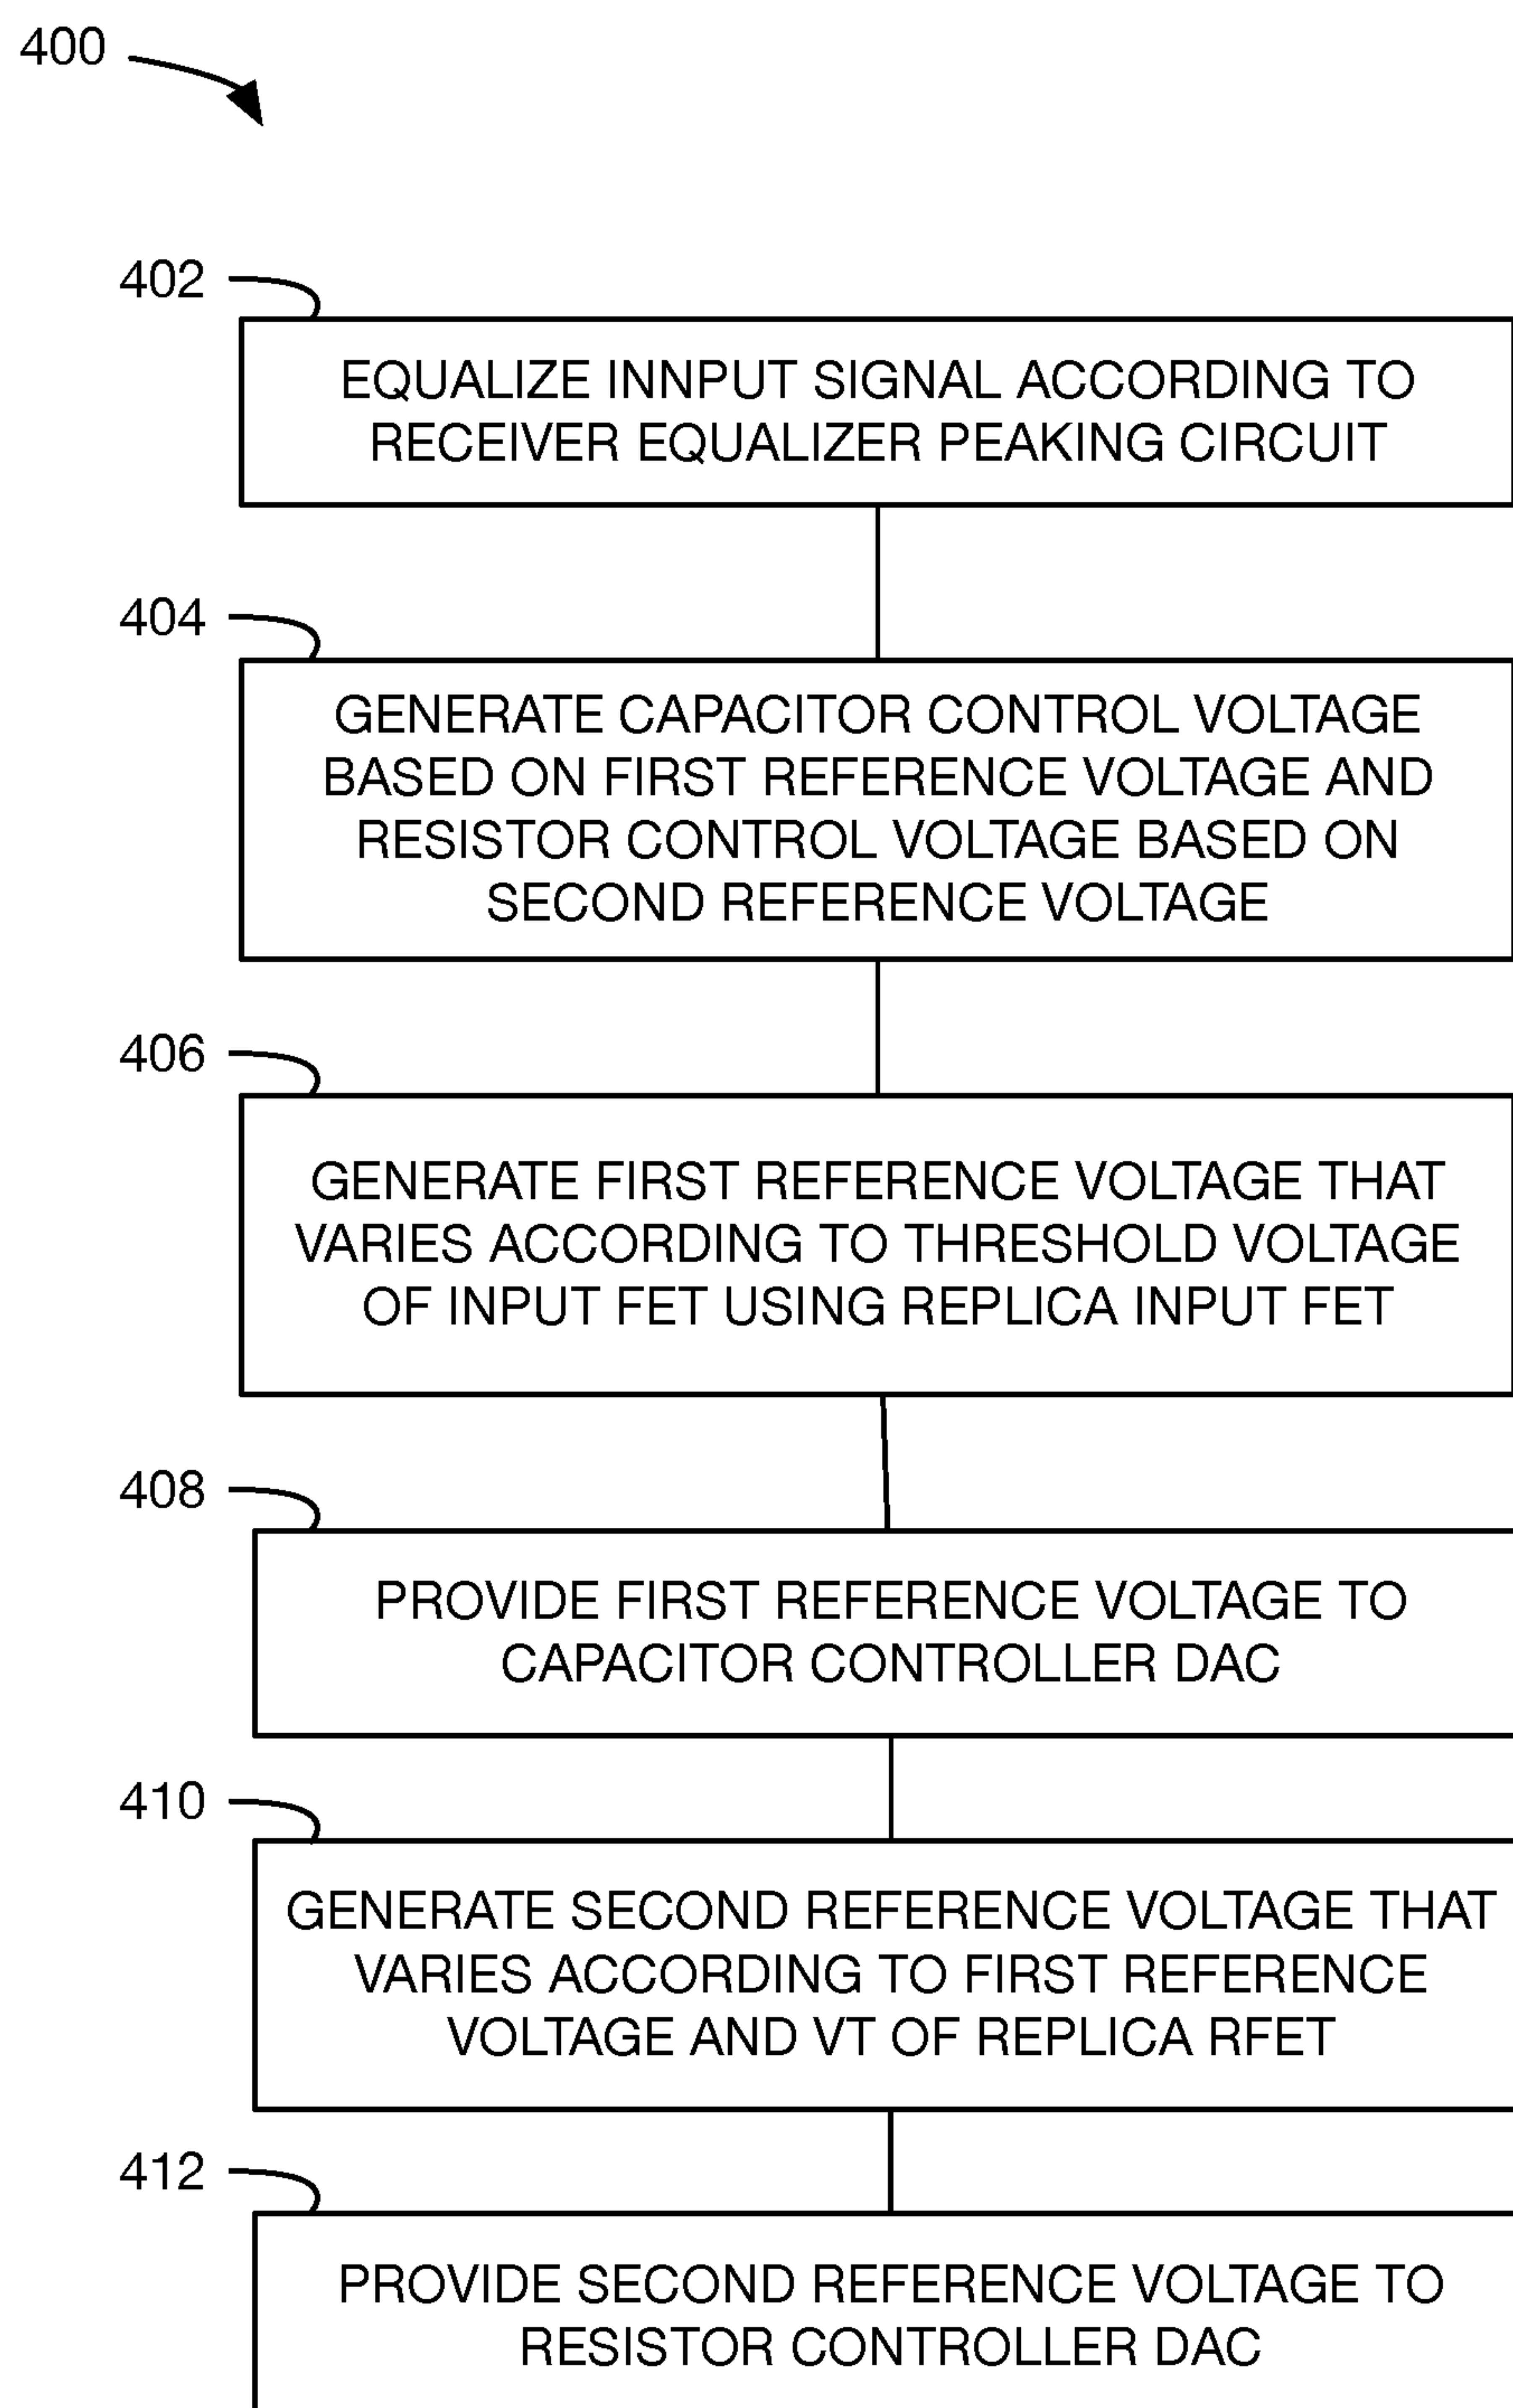 400
402
EQUALIZE INNPUT SIGNAL ACCORDING TO
RECEIVER EQUALIZER PEAKING CIRCUIT
404
GENERATE CAPACITOR CONTROL VOLTAGE
BASED ON FIRST REFERENCE VOLTAGE AND
RESISTOR CONTROL VOLTAGE BASED ON
SECOND REFERENCE VOLTAGE
406
GENERATE FIRST REFERENCE VOLTAGE THAT
VARIES ACCORDING TO THRESHOLD VOLTAGE
OF INPUT FET USING REPLICA INPUT FET
408
PROVIDE FIRST REFERENCE VOLTAGE TO
CAPACITOR CONTROLLER DAC
410
GENERATE SECOND REFERENCE VOLTAGE THAT
VARIES ACCORDING TO FIRST REFERENCE
VOLTAGE AND VT OF REPLICA RFET
412
PROVIDE SECOND REFERENCE VOLTAGE TO
RESISTOR CONTROLLER DAC